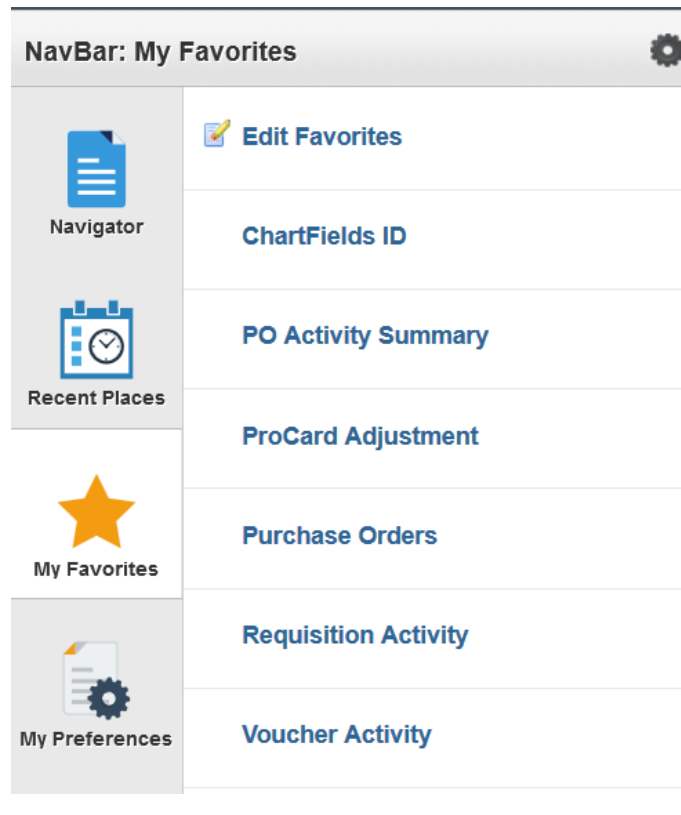 NavBar: My Favorites
Navigator
Recent Places
My Favorites
My Preferences
Edit Favorites
ChartFields ID
PO Activity Summary
ProCard Adjustment
Purchase Orders
Requisition Activity
Voucher Activity